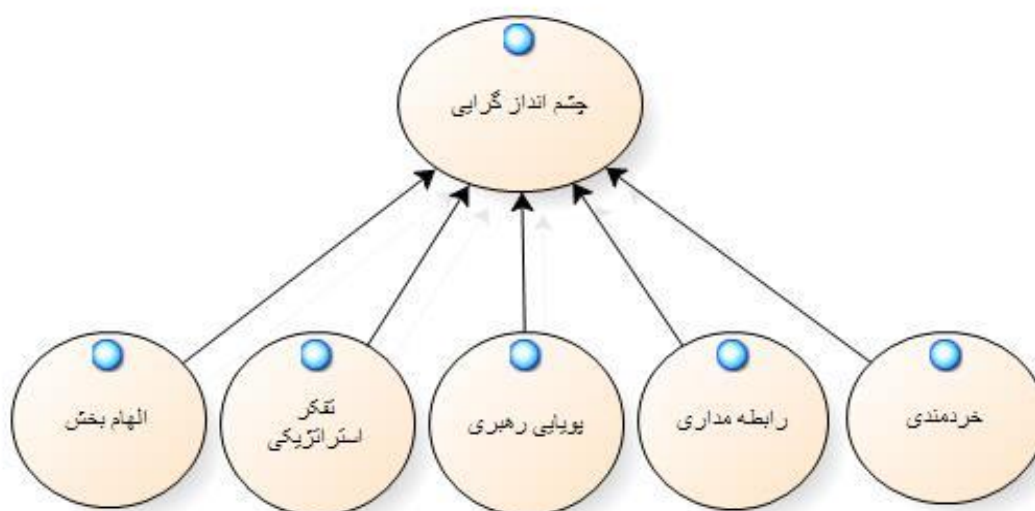 چشم انداز گرایی
خردمندی
رابطه مداری
پویایی رهبری
تفکر
استراتژیکی
الهام بخش